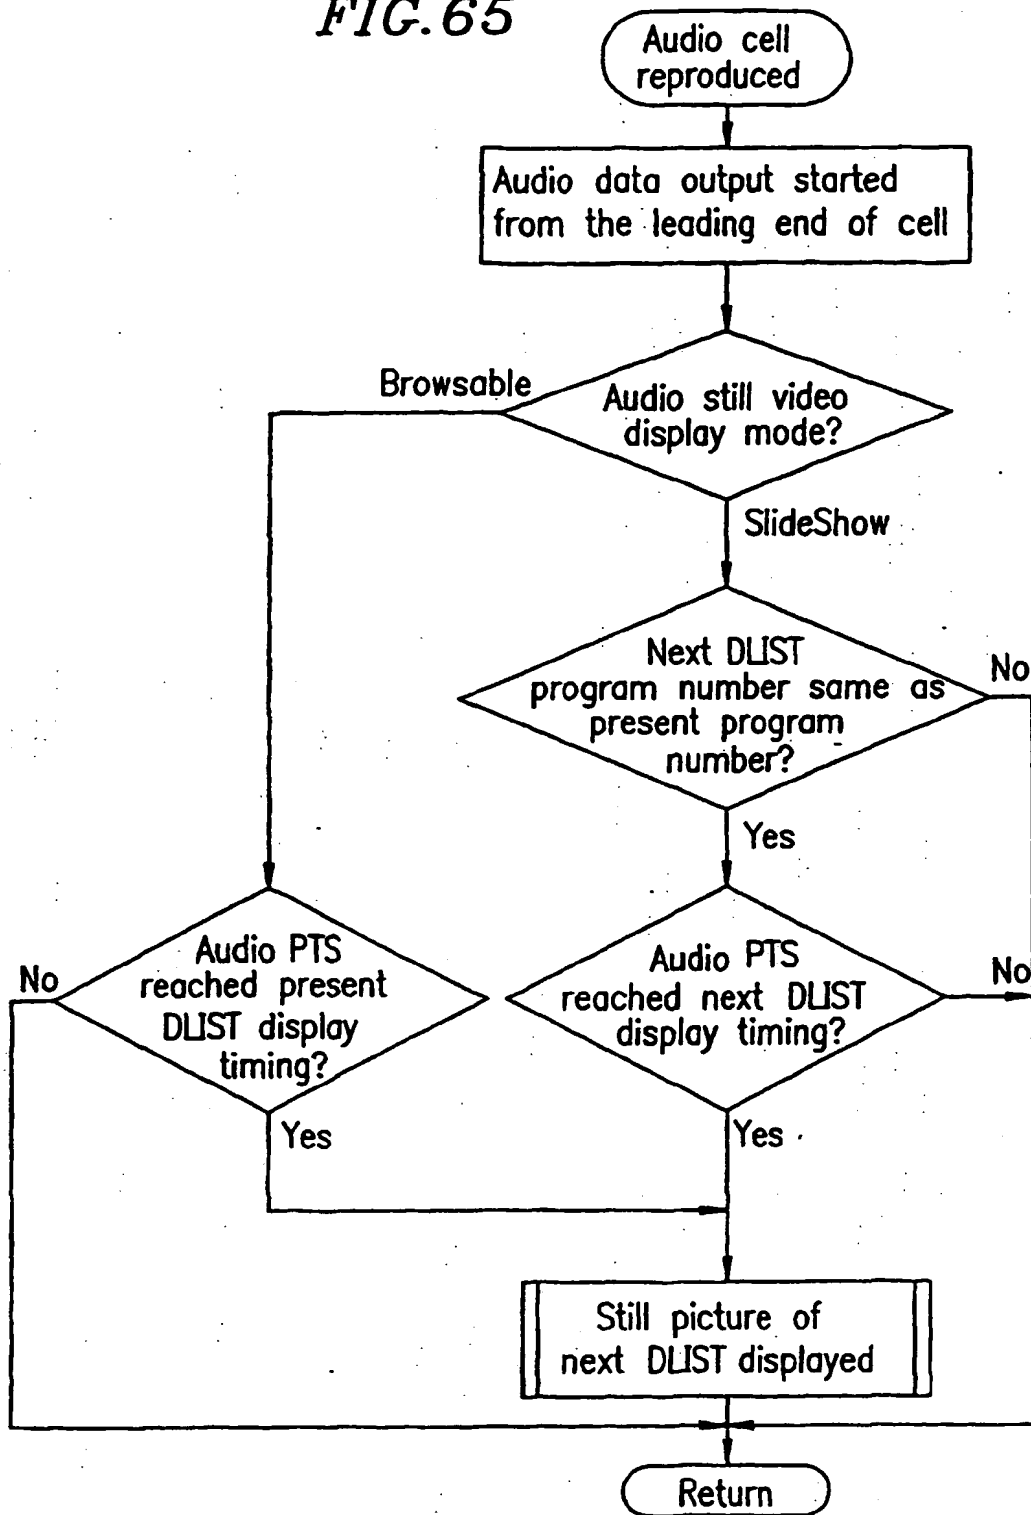 FIG.65
Audio cell
reproduced
Audio data output started
from the leading end of cell
Browsable
Audio still video
display mode?
SlideShow
Next DLIST
program number same as
present program
number?
No
Yes
Audio PTS
reached present
DLIST display
timing?
No
Yes
Audio PTS
reached next DLIST
display timing?
No
Yes
Still picture of
next DLIST displayed
Return